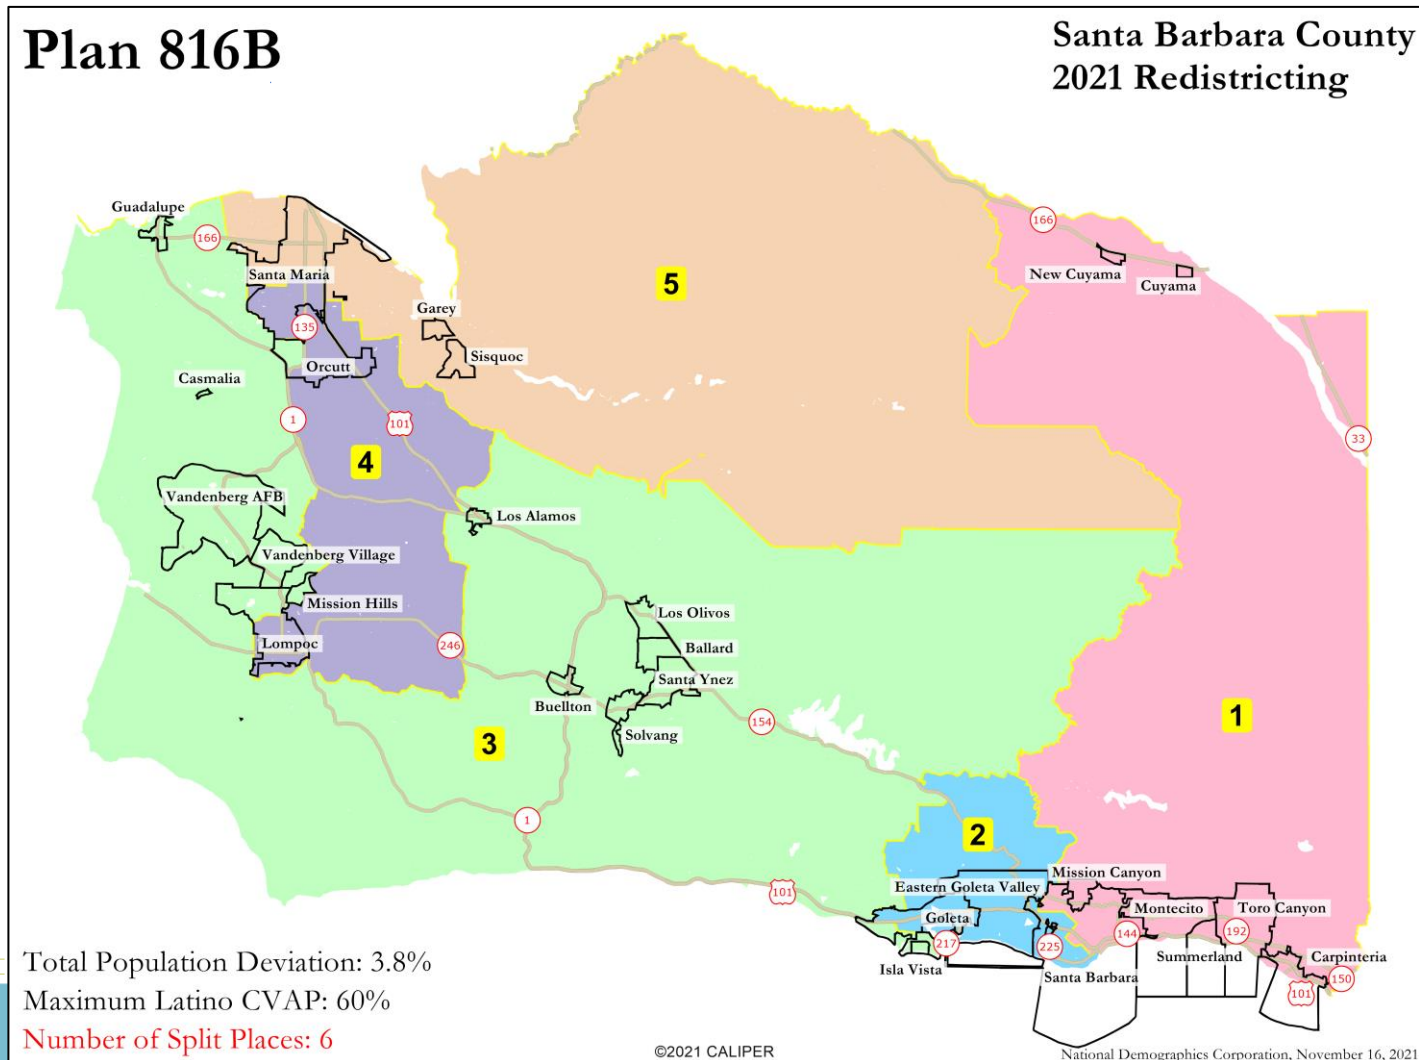 Plan 816B
Santa Barbara County
2021 Redistricting
Guadalupe
166
Santa Maria
135
Orcutt
Casmalia
1
101
4
Garey
Sisquoc
5
166
New Cuyama
Cuyama
33
Vandenberg AFB
Vandenberg Village
Mission Hills
Lompoc
246
Los Alamos
Los Olivos
Ballard
Santa Ynez
Buellton
Solvang
154
3
1
1
2
101
Mission Canyon
Eastern Goleta Valley
Montecito
Toro Canyon
Goleta
217
225
144
192
Isla Vista
Santa Barbara
Summerland
Carpinteria
150
101
Total Population Deviation: 3.8%
Maximum Latino CVAP: 60%
Number of Split Places: 6
©2021 CALIPER
National Demographics Corporation, November 16, 2021